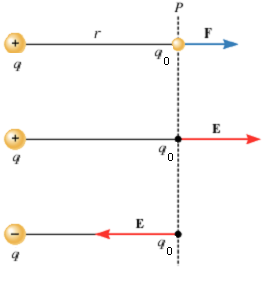 P
+ r F
q q₀
+ E
q q₀
− E
q q₀